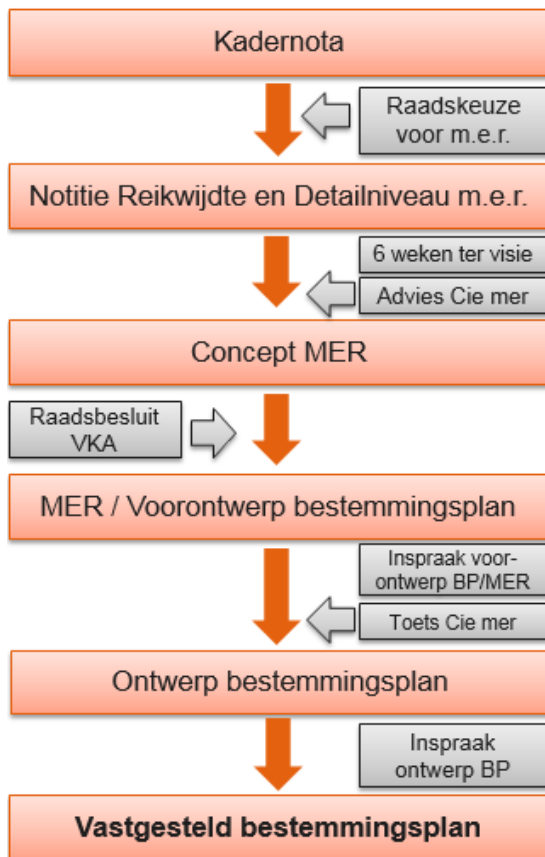 Kadernota
Raadskeuze
voor m.e.r.
Notitie Reikwijdte en Detailniveau m.e.r.
6 weken ter visie
Advies Cie mer
Concept MER
Raadsbesluit
VKA
MER / Voorontwerp bestemmingsplan
Inspraak voor-
ontwerp BP/MER
Toets Cie mer
Ontwerp bestemmingsplan
Inspraak
ontwerp BP
Vastgesteld bestemmingsplan